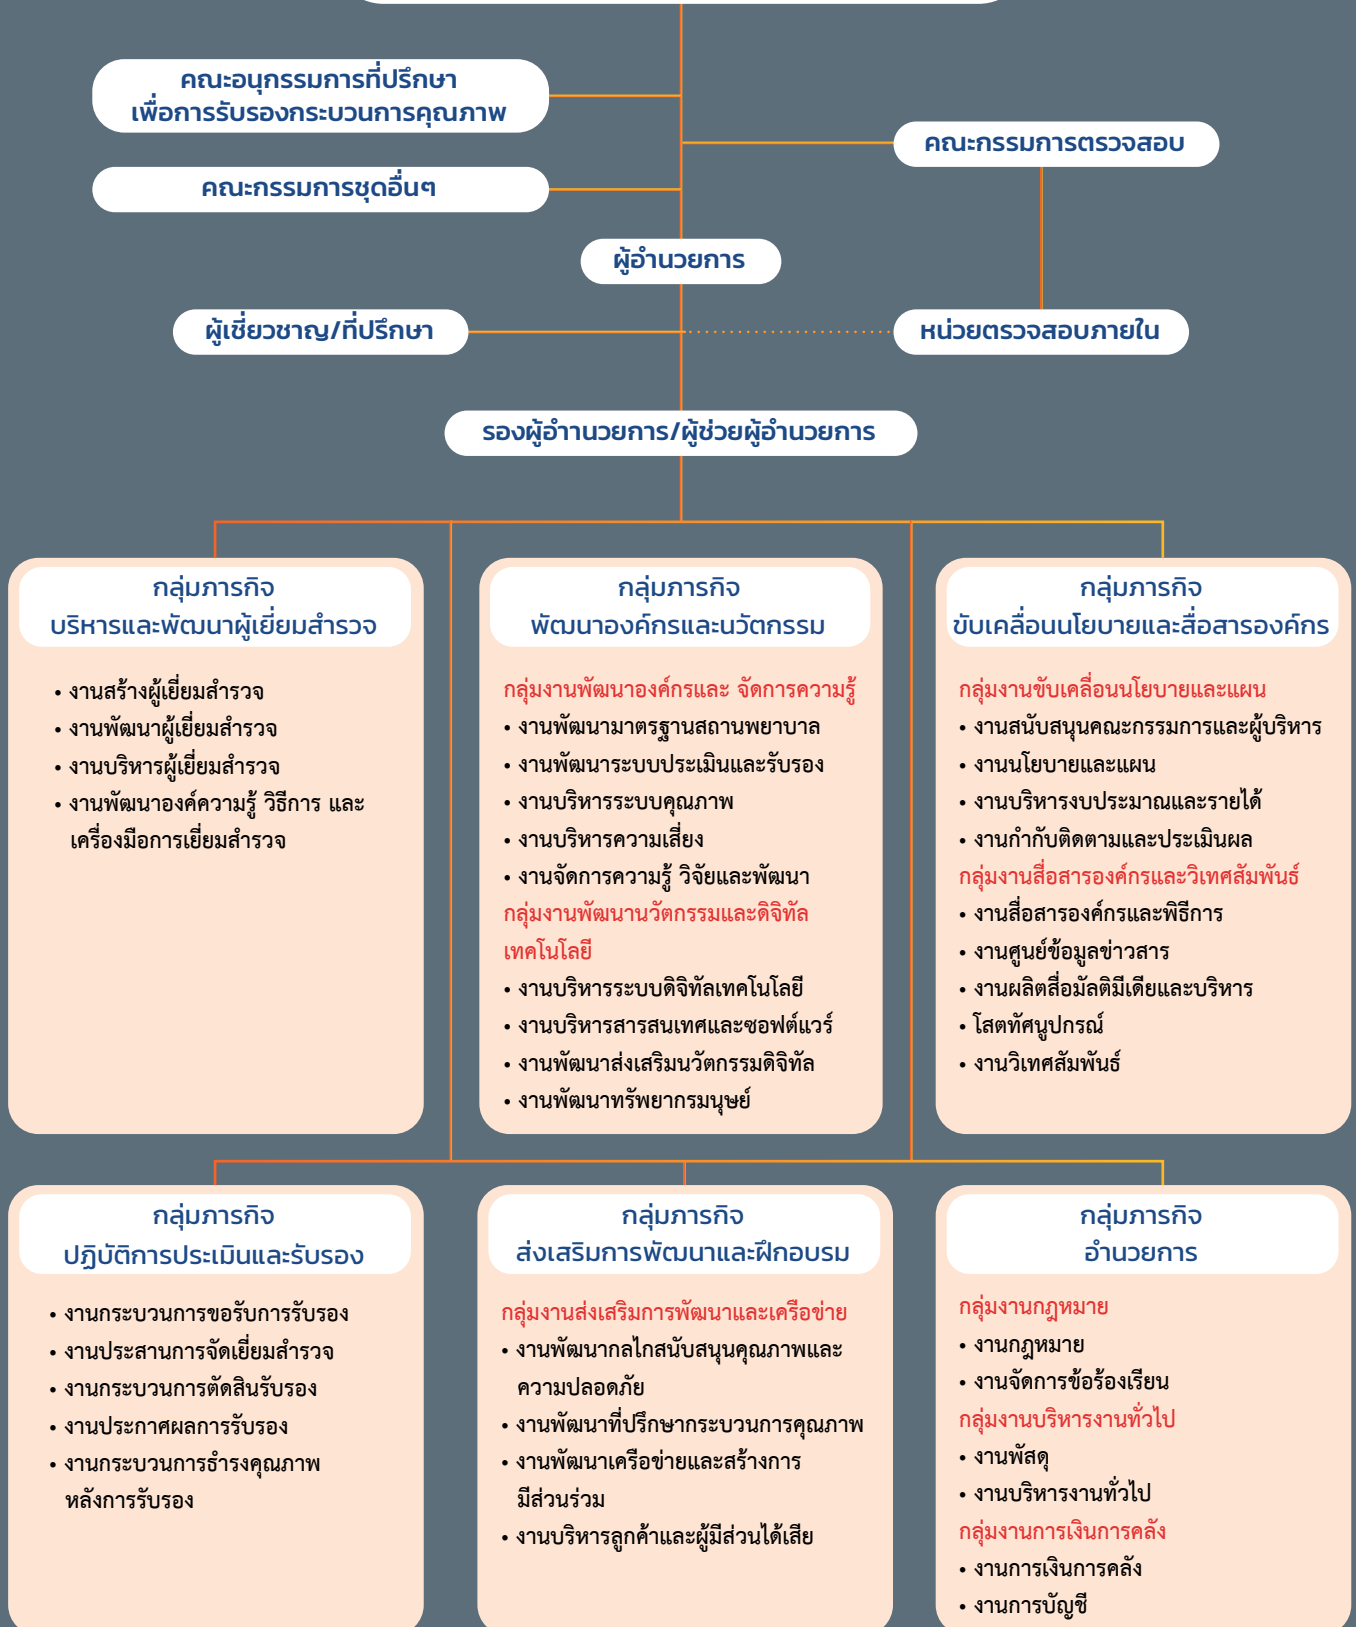 คณะอนุกรรมการที่ปรึกษา
เพื่อการรับรองกระบวนการคุณภาพ
คณะกรรมการตรวจสอบ
คณะกรรมการชุดอื่นๆ
ผู้อำนวยการ
ผู้เชี่ยวชาญ/ที่ปรึกษา
หน่วยตรวจสอบภายใน
รองผู้อำานวยการ/ผู้ช่วยผู้อำนวยการ
กลุ่มภารกิจ
บริหารและพัฒนาผู้เยี่ยมสำรวจ
• งานสร้างผู้เยี่ยมสำรวจ
• งานพัฒนาผู้เยี่ยมสำรวจ
• งานบริหารผู้เยี่ยมสำรวจ
• งานพัฒนาองค์ความรู้ วิธีการ และ
เครื่องมือการเยี่ยมสำรวจ
กลุ่มภารกิจ
พัฒนาองค์กรและนวัตกรรม
กลุ่มงานพัฒนาองค์กรและ จัดการความรู้
• งานพัฒนามาตรฐานสถานพยาบาล
• งานพัฒนาระบบประเมินและรับรอง
• งานบริหารระบบคุณภาพ
• งานบริหารความเสี่ยง
• งานจัดการความรู้ วิจัยและพัฒนา
กลุ่มงานพัฒนานวัตกรรมและดิจิทัล
เทคโนโลยี
• งานบริหารระบบดิจิทัลเทคโนโลยี
• งานบริหารสารสนเทศและซอฟต์แวร์
• งานพัฒนาส่งเสริมนวัตกรรมดิจิทัล
• งานพัฒนาทรัพยากรมนุษย์
กลุ่มภารกิจ
ขับเคลื่อนนโยบายและสื่อสารองค์กร
กลุ่มงานขับเคลื่อนนโยบายและแผน
• งานสนับสนุนคณะกรรมการและผู้บริหาร
• งานนโยบายและแผน
• งานบริหารงบประมาณและรายได้
• งานกำกับติดตามและประเมินผล
กลุ่มงานสื่อสารองค์กรและวิเทศสัมพันธ์
• งานสื่อสารองค์กรและพิธีการ
• งานศูนย์ข้อมูลข่าวสาร
• งานผลิตสื่อมัลติมีเดียและบริหาร
• โสตทัศนูปกรณ์
• งานวิเทศสัมพันธ์
กลุ่มภารกิจ
ปฏิบัติการประเมินและรับรอง
• งานกระบวนการขอรับการรับรอง
• งานประสานการจัดเยี่ยมสำรวจ
• งานกระบวนการตัดสินรับรอง
• งานประกาศผลการรับรอง
• งานกระบวนการธำรงคุณภาพ
หลังการรับรอง
กลุ่มภารกิจ
ส่งเสริมการพัฒนาและฝึกอบรม
กลุ่มงานส่งเสริมการพัฒนาและเครือข่าย
• งานพัฒนากลไกสนับสนุนคุณภาพและ
ความปลอดภัย
• งานพัฒนาที่ปรึกษากระบวนการคุณภาพ
• งานพัฒนาเครือข่ายและสร้างการ
มีส่วนร่วม
• งานบริหารลูกค้าและผู้มีส่วนได้เสีย
กลุ่มภารกิจ
อำนวยการ
กลุ่มงานกฎหมาย
• งานกฎหมาย
• งานจัดการข้อร้องเรียน
กลุ่มงานบริหารงานทั่วไป
• งานพัสดุ
• งานบริหารงานทั่วไป
กลุ่มงานการเงินการคลัง
• งานการเงินการคลัง
• งานการบัญชี